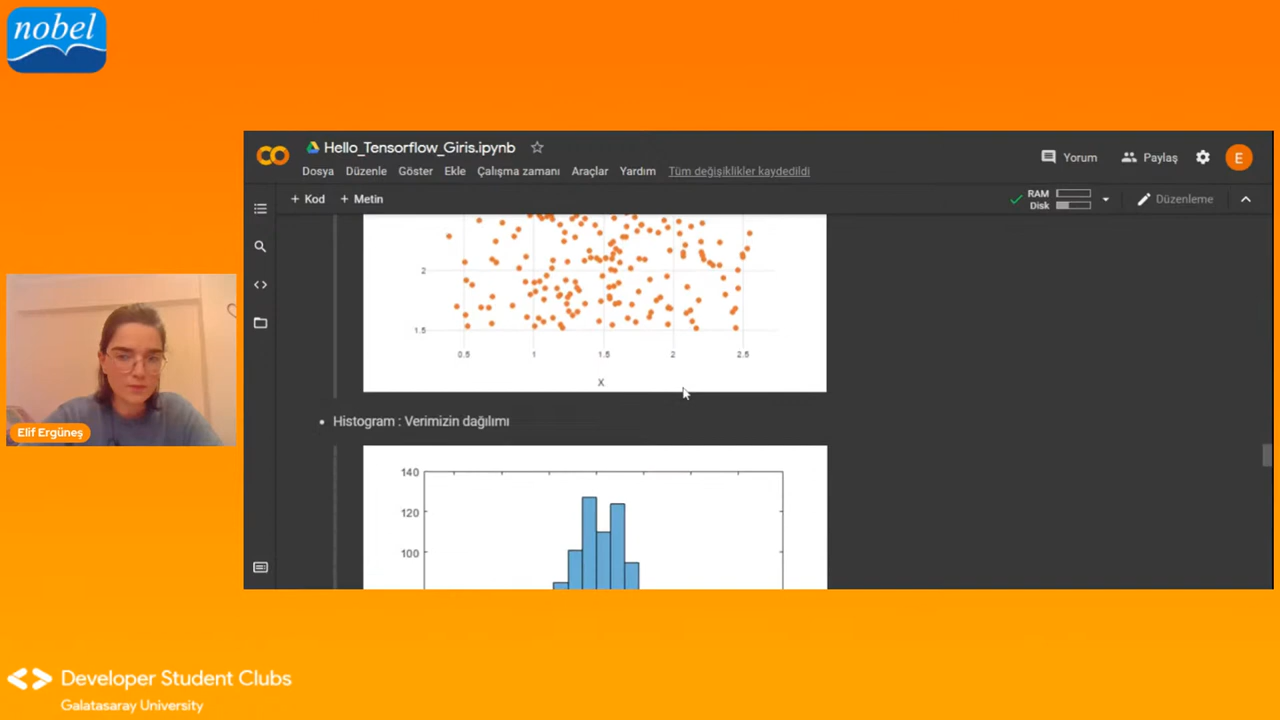 nobel
Hello_Tensorflow_Giris.ipynb
Dosya Düzenle Göster Ekle Çalışma zamanı Araçlar Yardım Tüm değişiklikler kaydedildi
Yorum
Paylaş
E
+ Kod + Metin
RAM
Disk
Düzenleme
2
1.5
0.5 1 1.5 2 2.5
X
• Histogram : Verimizin dağılımı
140
120
100
Elif Ergüneş
Developer Student Clubs
Galatasaray University